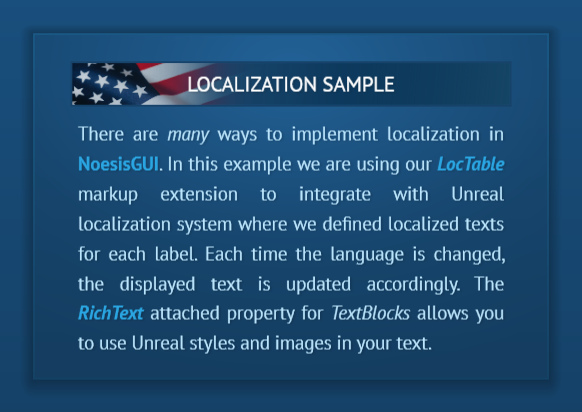 LOCALIZATION SAMPLE
There are many ways to implement localization in
NoesisGUI. In this example we are using our LocTable
markup extension to integrate with Unreal
localization system where we defined localized texts
for each label. Each time the language is changed,
the displayed text is updated accordingly. The
RichText attached property for TextBlocks allows you
to use Unreal styles and images in your text.